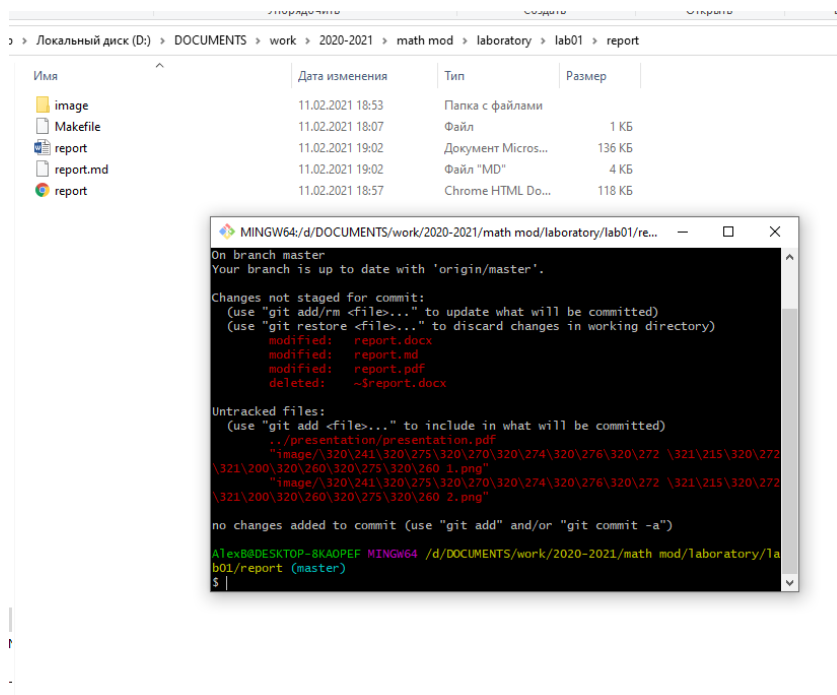 > Локальный диск (D:) > DOCUMENTS > work > 2020-2021 > math mod > laboratory > lab01 > report
Имя Дата изменения Тип Размер
image 11.02.2021 18:53 Папка с файлами
Makefile 11.02.2021 18:07 Файл 1 КБ
report 11.02.2021 19:02 Документ Micros... 136 КБ
report.md 11.02.2021 19:02 Файл "MD" 4 КБ
report 11.02.2021 18:57 Chrome HTML Do... 118 КБ
MINGW64:/d/DOCUMENTS/work/2020-2021/math mod/laboratory/lab01/re...
On branch master
Your branch is up to date with 'origin/master'.
Changes not staged for commit:
(use "git add/rm <file>..." to update what will be committed)
(use "git restore <file>..." to discard changes in working directory)
modified: report.docx
modified: report.md
modified: report.pdf
deleted: ~$report.docx
Untracked files:
(use "git add <file>..." to include in what will be committed)
../presentation/presentation.pdf
"image/\320\241\320\275\320\270\320\274\320\276\320\272 \321\215\320\272
\321\200\320\260\320\275\320\260 1.png"
"image/\320\241\320\275\320\270\320\274\320\276\320\272 \321\215\320\272
\321\200\320\260\320\275\320\260 2.png"
no changes added to commit (use "git add" and/or "git commit -a")
AlexB@DESKTOP-8KAOPEF MINGW64 /d/DOCUMENTS/work/2020-2021/math mod/laboratory/la
b01/report (master)
$